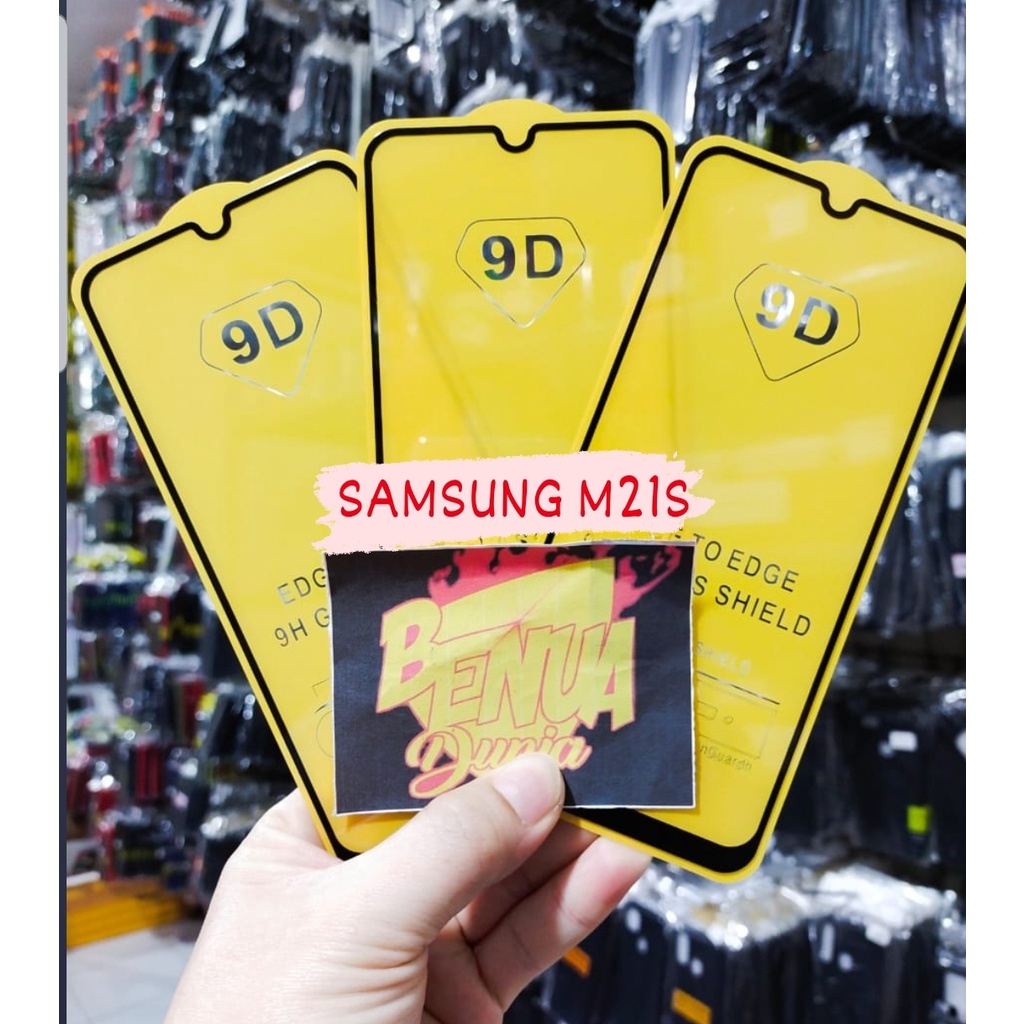 9D
9D
9D
SAMSUNG M21S
EDG
9H G
TO EDGE
S SHIELD
BENUA
Dunia